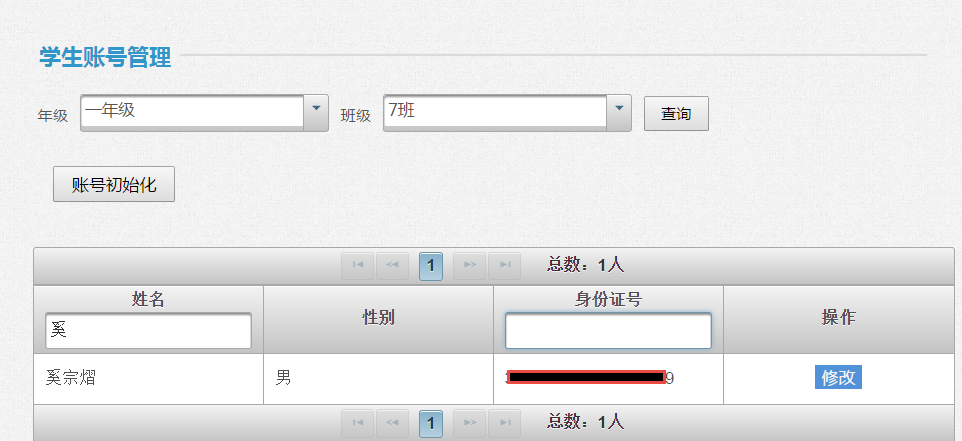 学生账号管理
年级 一年级 班级 7班 查询
账号初始化
1 总数：1人
姓名 性别 身份证号 操作
奚
奚宗熠 男 9 修改
1 总数：1人